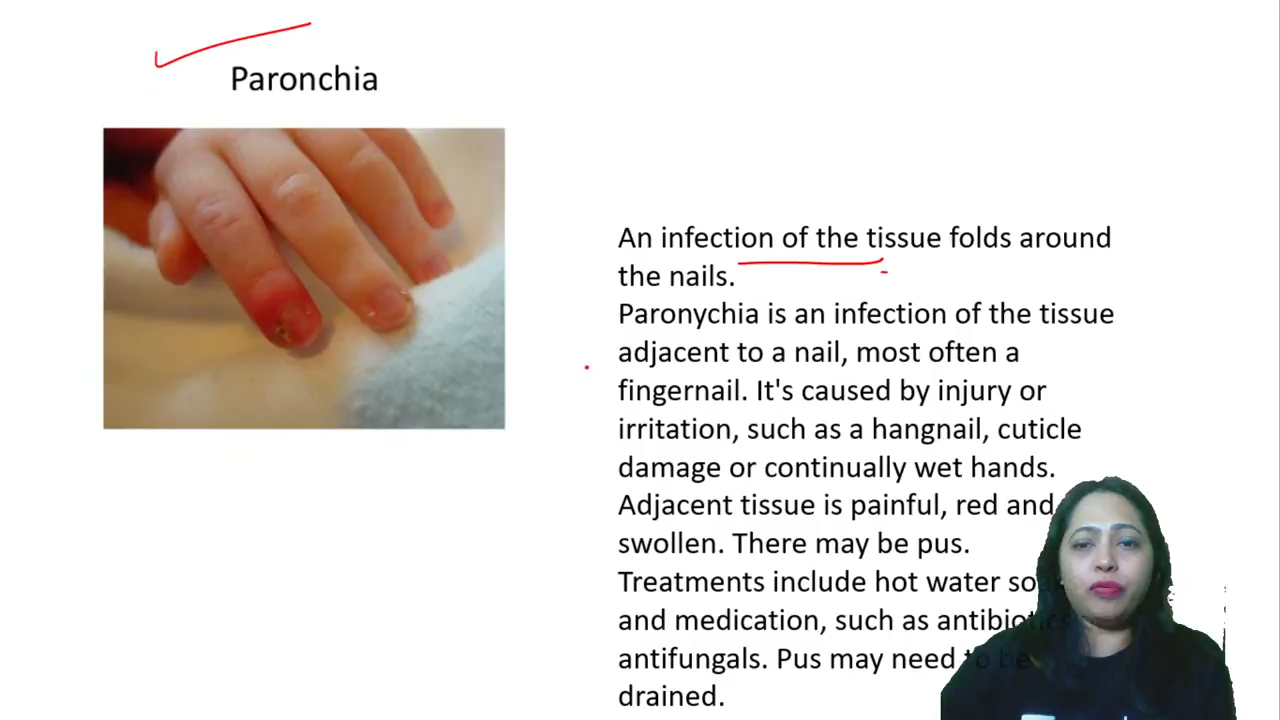 Paronchia
An infection of the tissue folds around
the nails.
Paronychia is an infection of the tissue
adjacent to a nail, most often a
fingernail. It's caused by injury or
irritation, such as a hangnail, cuticle
damage or continually wet hands.
Adjacent tissue is painful, red and
swollen. There may be pus.
Treatments include hot water
and medication, such as antibiotics
antifungals. Pus may need to be
drained.